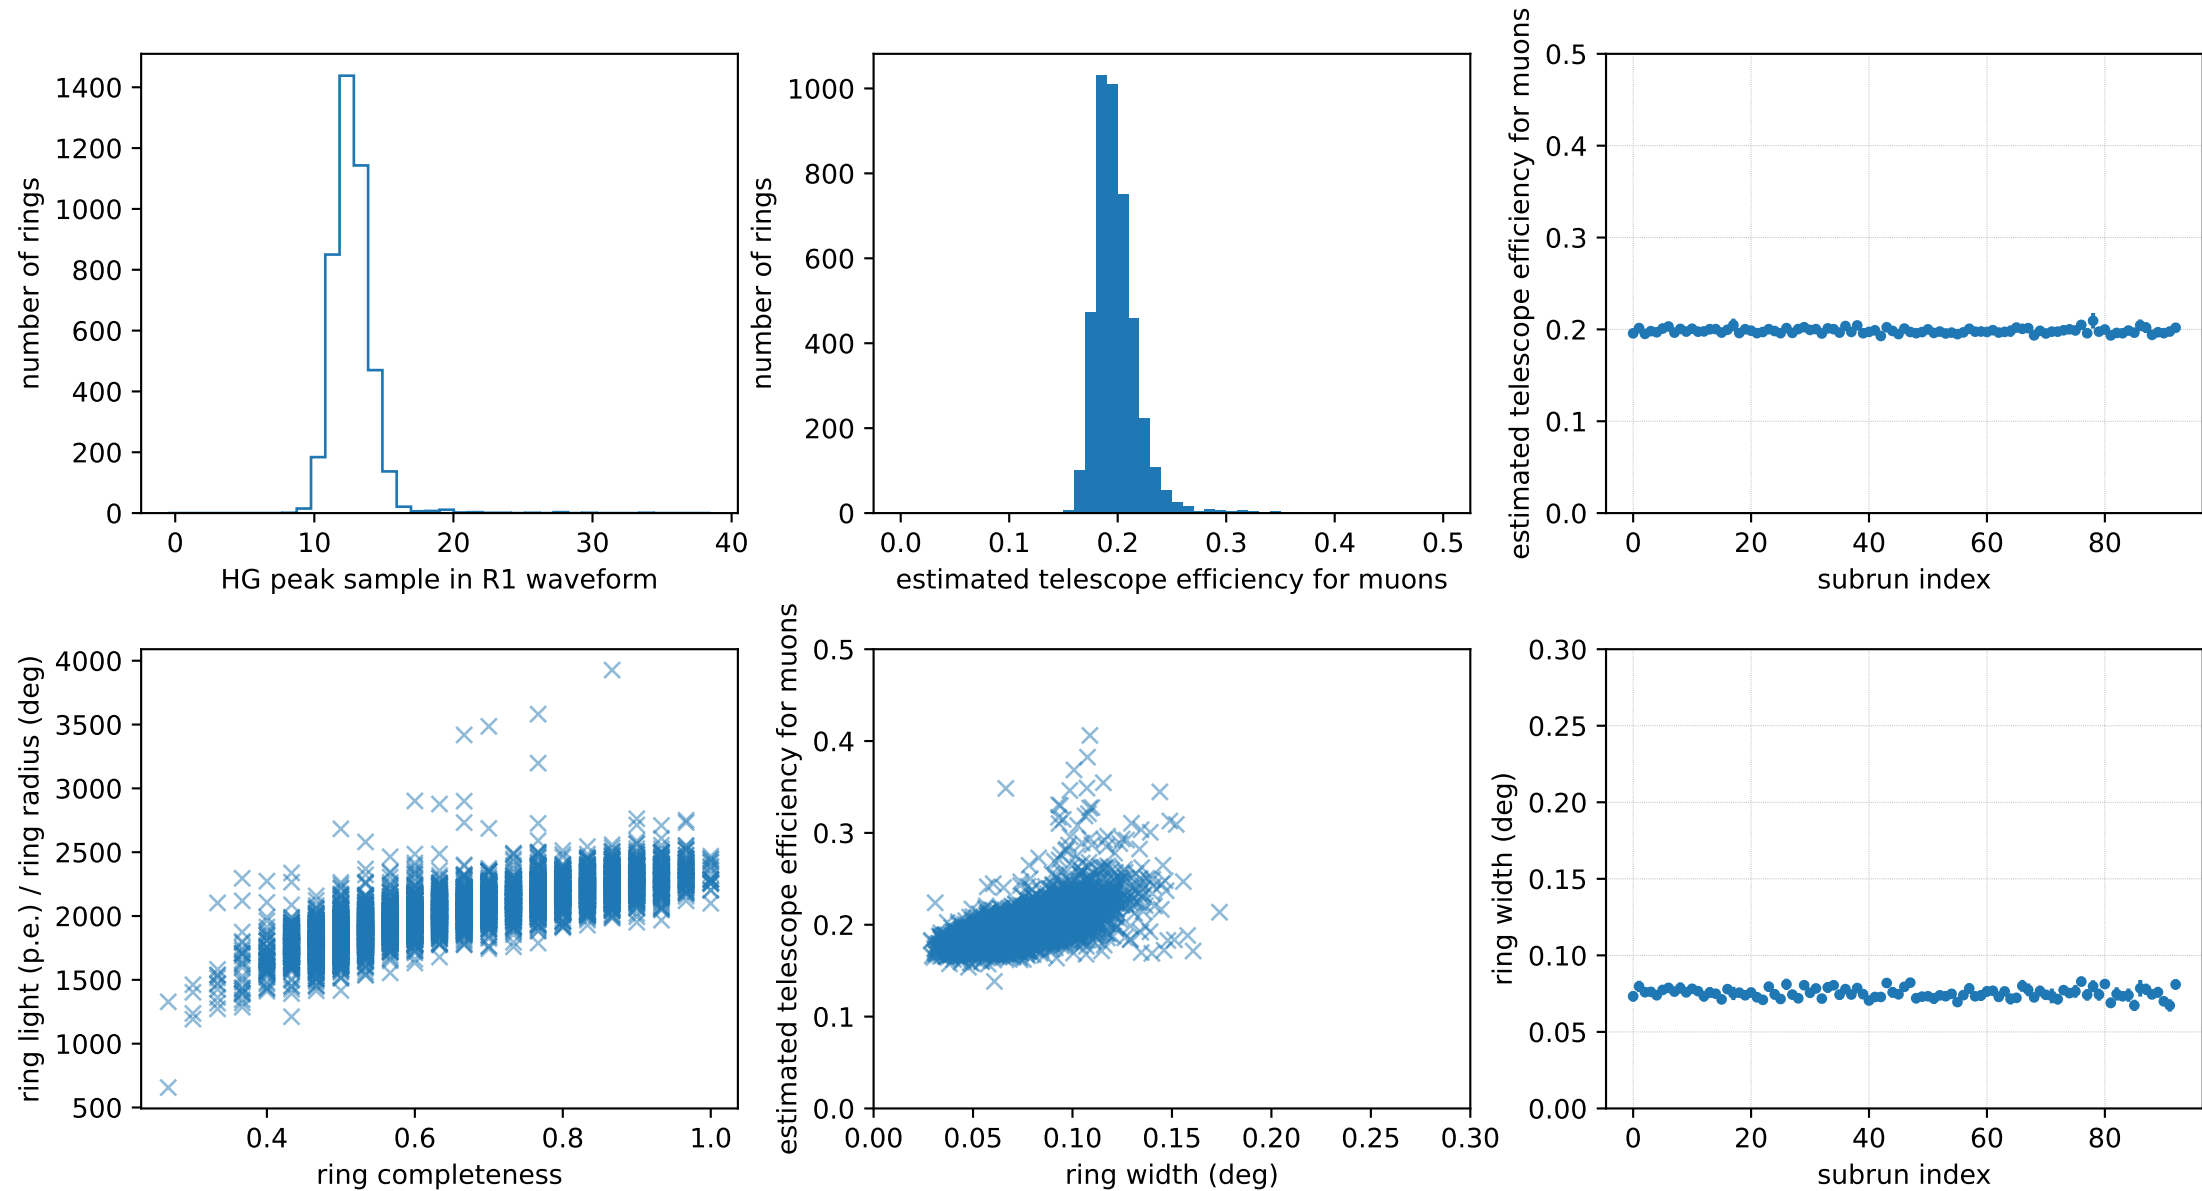 number of rings
1400
1200
1000
800
600
400
200
0
0 10 20 30 40
HG peak sample in R1 waveform
number of rings
1000
800
600
400
200
0
0.0 0.1 0.2 0.3 0.4 0.5
estimated telescope efficiency for muons
estimated telescope efficiency for muons
0.5
0.4
0.3
0.2
0.1
0.0
0 20 40 60 80
subrun index
ring light (p.e.) / ring radius (deg)
4000
3500
3000
2500
2000
1500
1000
500
0.4 0.6 0.8 1.0
ring completeness
estimated telescope efficiency for muons
0.5
0.4
0.3
0.2
0.1
0.0
0.00 0.05 0.10 0.15 0.20 0.25 0.30
ring width (deg)
ring width (deg)
0.30
0.25
0.20
0.15
0.10
0.05
0.00
0 20 40 60 80
subrun index